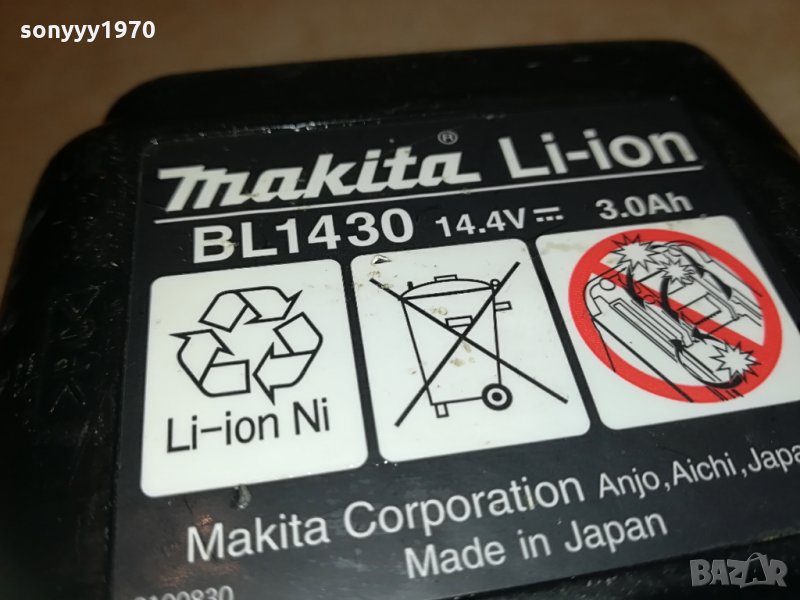 sonyyy1970
makita® Li-ion
BL1430 14.4V⎓ 3.0Ah
Li-ion Ni
Makita Corporation Anjo,Aichi,Japa
Made in Japan
BAZAR